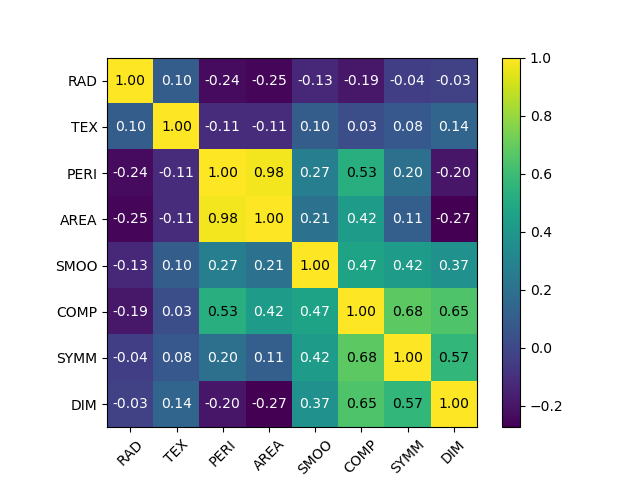 RAD 1.00 0.10 -0.24 -0.25 -0.13 -0.19 -0.04 -0.03
TEX 0.10 1.00 -0.11 -0.11 0.10 0.03 0.08 0.14
PERI -0.24 -0.11 1.00 0.98 0.27 0.53 0.20 -0.20
AREA -0.25 -0.11 0.98 1.00 0.21 0.42 0.11 -0.27
SMOO -0.13 0.10 0.27 0.21 1.00 0.47 0.42 0.37
COMP -0.19 0.03 0.53 0.42 0.47 1.00 0.68 0.65
SYMM -0.04 0.08 0.20 0.11 0.42 0.68 1.00 0.57
DIM -0.03 0.14 -0.20 -0.27 0.37 0.65 0.57 1.00
RAD TEX PERI AREA SMOO COMP SYMM DIM
1.0
0.8
0.6
0.4
0.2
0.0
−0.2